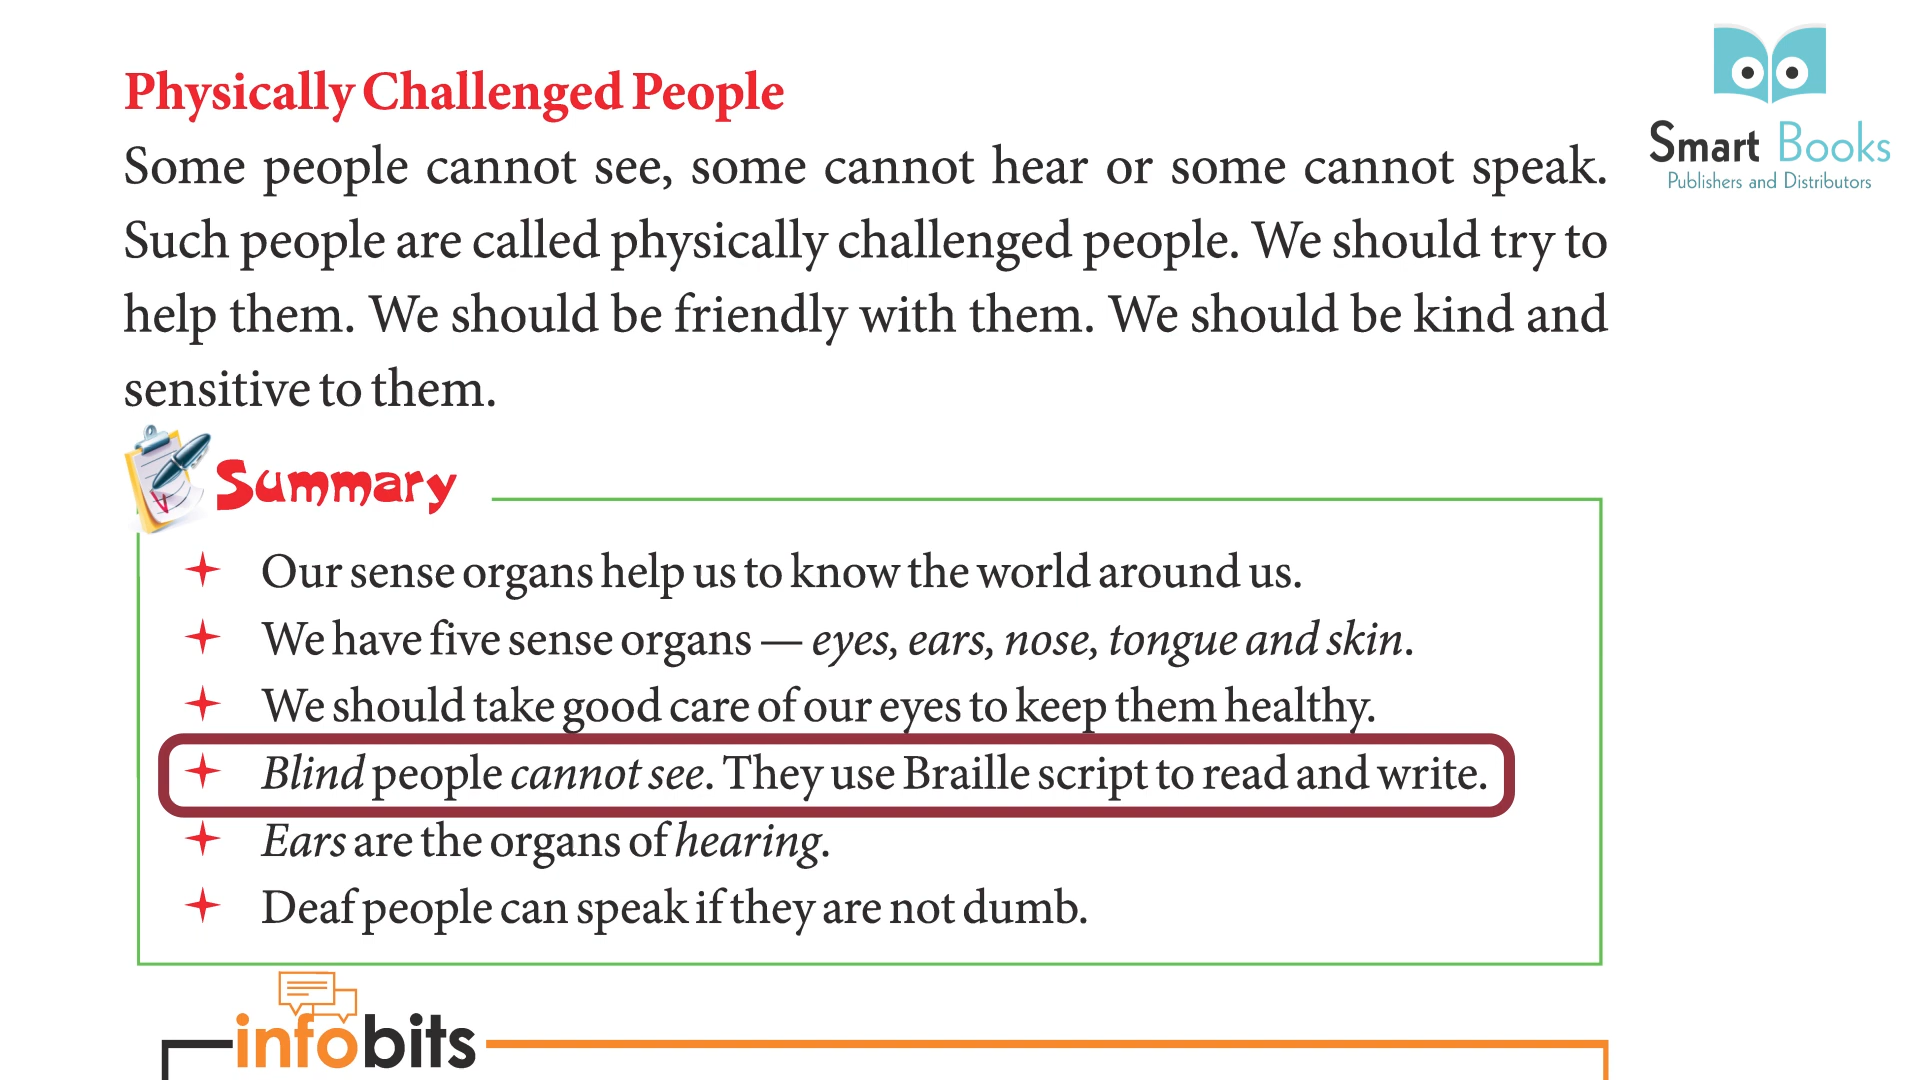 Physically Challenged People
Some people cannot see, some cannot hear or some cannot speak.
Such people are called physically challenged people. We should try to
help them. We should be friendly with them. We should be kind and
sensitive to them.
Smart Books
Publishers and Distributors
Summary
Our sense organs help us to know the world around us.
We have five sense organs — eyes, ears, nose, tongue and skin.
We should take good care of our eyes to keep them healthy.
Blind people cannot see. They use Braille script to read and write.
Ears are the organs of hearing.
Deaf people can speak if they are not dumb.
infobits